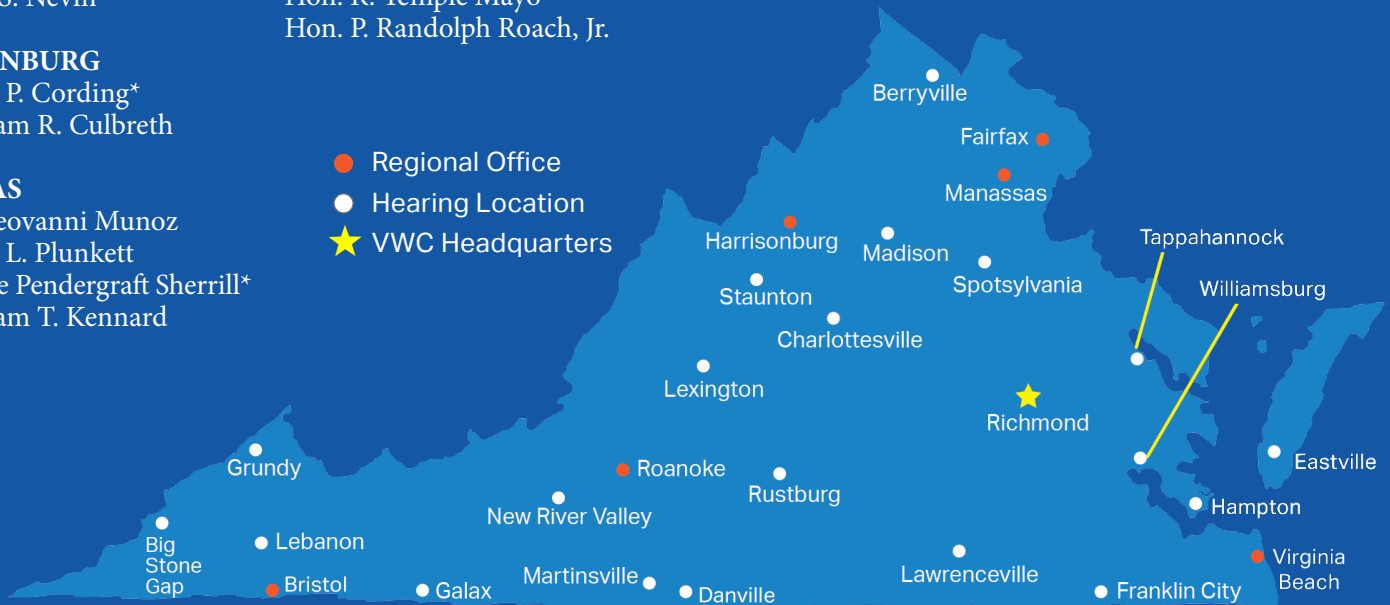 Hon. P. Randolph Roach, Jr.
NBURG
P. Cording*
am R. Culbreth
AS
eovanni Munoz
L. Plunkett
e Pendergraft Sherrill*
am T. Kennard
Regional Office
Hearing Location
VWC Headquarters
Berryville
Fairfax
Manassas
Harrisonburg
Madison
Tappahannock
Spotsylvania
Williamsburg
Staunton
Charlottesville
Lexington
Richmond
Grundy
Roanoke
Rustburg
Eastville
New River Valley
Hampton
Big
Stone
Gap
Lebanon
Virginia
Beach
Martinsville
Lawrenceville
Bristol
Galax
Danville
Franklin City